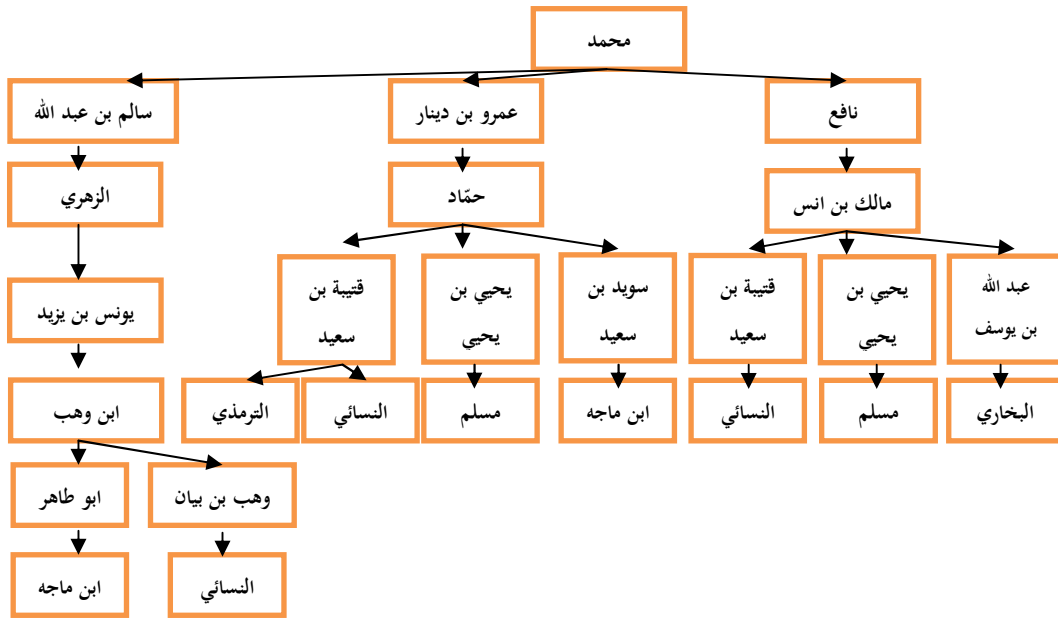 محمد
نافع
عمرو بن دينار
سالم بن عبد الله
مالك بن انس
حمّاد
الزهري
عبد الله
بن يوسف
يحيي بن
يحيي
قتيبة بن
سعيد
سويد بن
سعيد
يحيي بن
يحيي
قتيبة بن
سعيد
يونس بن يزيد
البخاري
مسلم
النسائي
ابن ماجه
مسلم
النسائي
الترمذي
ابن وهب
وهب بن بيان
ابو طاهر
النسائي
ابن ماجه